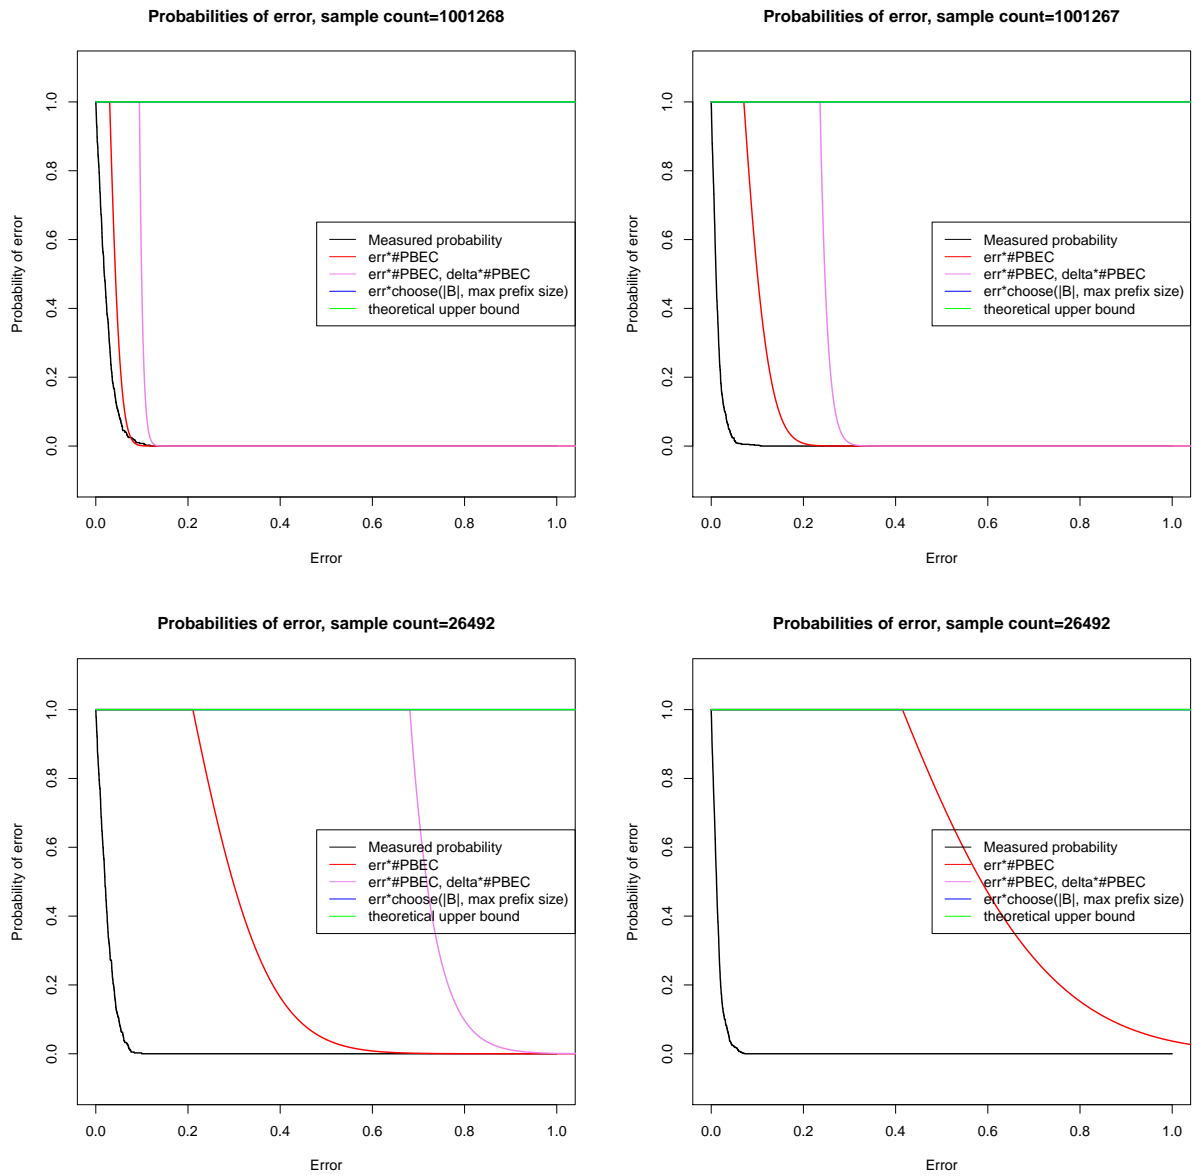 Probabilities of error, sample count=1001268
Probability of error
1.0
0.8
0.6
0.4
0.2
0.0
Measured probability
err*#PBEC
err*#PBEC, delta*#PBEC
err*choose(|B|, max prefix size)
theoretical upper bound
0.0 0.2 0.4 0.6 0.8 1.0
Error
Probabilities of error, sample count=1001267
Probability of error
1.0
0.8
0.6
0.4
0.2
0.0
Measured probability
err*#PBEC
err*#PBEC, delta*#PBEC
err*choose(|B|, max prefix size)
theoretical upper bound
0.0 0.2 0.4 0.6 0.8 1.0
Error
Probabilities of error, sample count=26492
Probability of error
1.0
0.8
0.6
0.4
0.2
0.0
Measured probability
err*#PBEC
err*#PBEC, delta*#PBEC
err*choose(|B|, max prefix size)
theoretical upper bound
0.0 0.2 0.4 0.6 0.8 1.0
Error
Probabilities of error, sample count=26492
Probability of error
1.0
0.8
0.6
0.4
0.2
0.0
Measured probability
err*#PBEC
err*#PBEC, delta*#PBEC
err*choose(|B|, max prefix size)
theoretical upper bound
0.0 0.2 0.4 0.6 0.8 1.0
Error